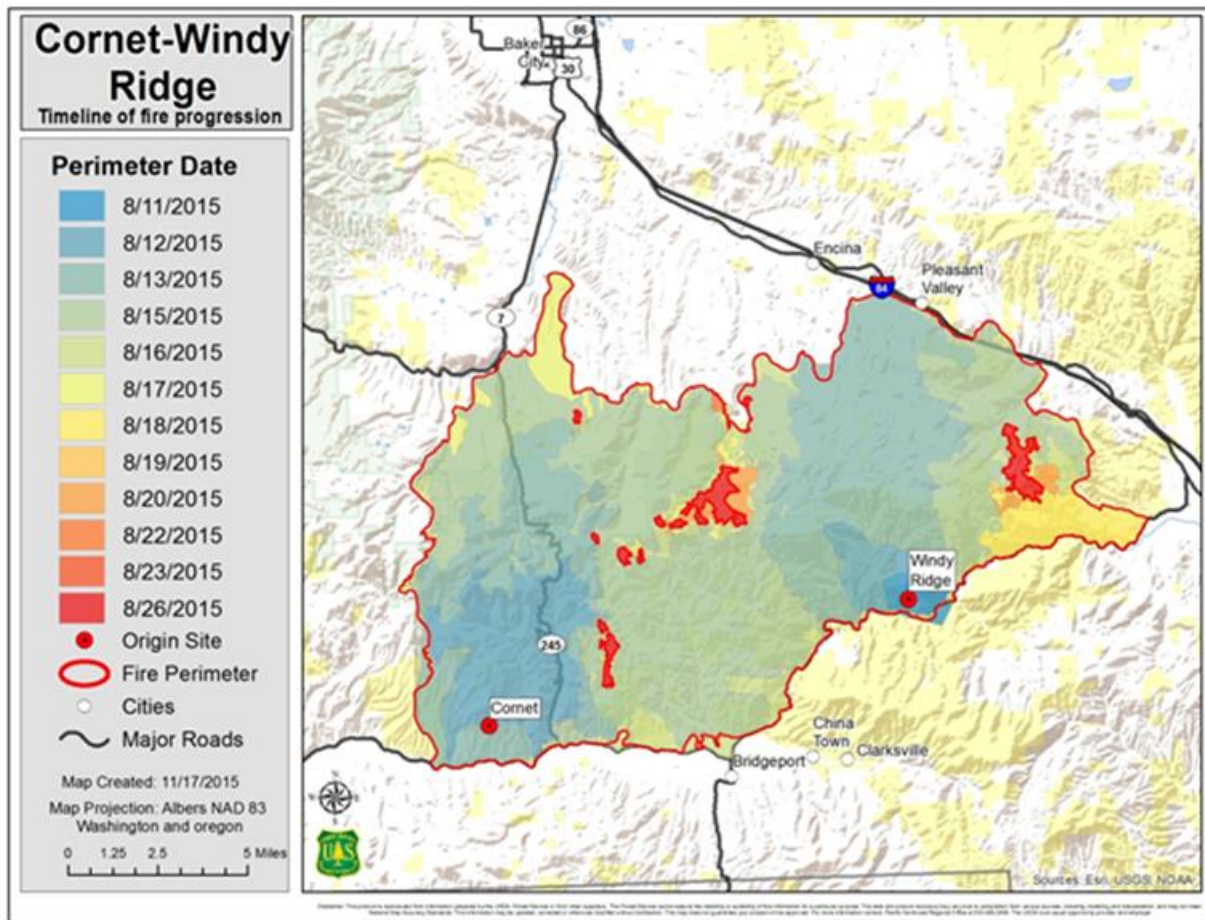 Cornet-Windy
Ridge
Timeline of fire progression
Perimeter Date
8/11/2015
8/12/2015
8/13/2015
8/15/2015
8/16/2015
8/17/2015
8/18/2015
8/19/2015
8/20/2015
8/22/2015
8/23/2015
8/26/2015
Origin Site
Fire Perimeter
Cities
Major Roads
Map Created: 11/17/2015
Map Projection: Albers NAD 83
Washington and oregon
0 1.25 2.5 5 Miles
86
Baker
City
30
Encina
Pleasant
Valley
84
7
Windy
Ridge
245
Cornet
China
Town
Clarksville
Bridgeport
Sources: Esri, USGS, NOAA